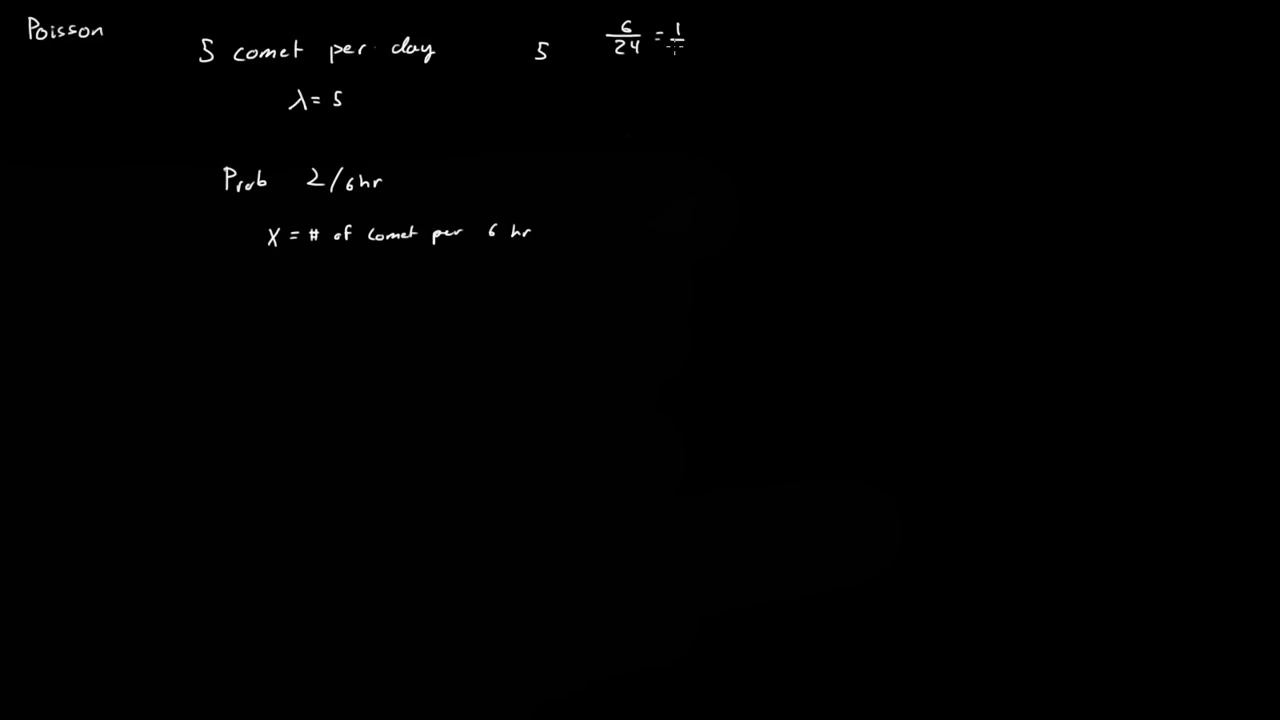 Poisson
5 comet per day 5 6/24 = 1/
λ = 5
Prob 2/6hr
X = # of comet per 6 hr